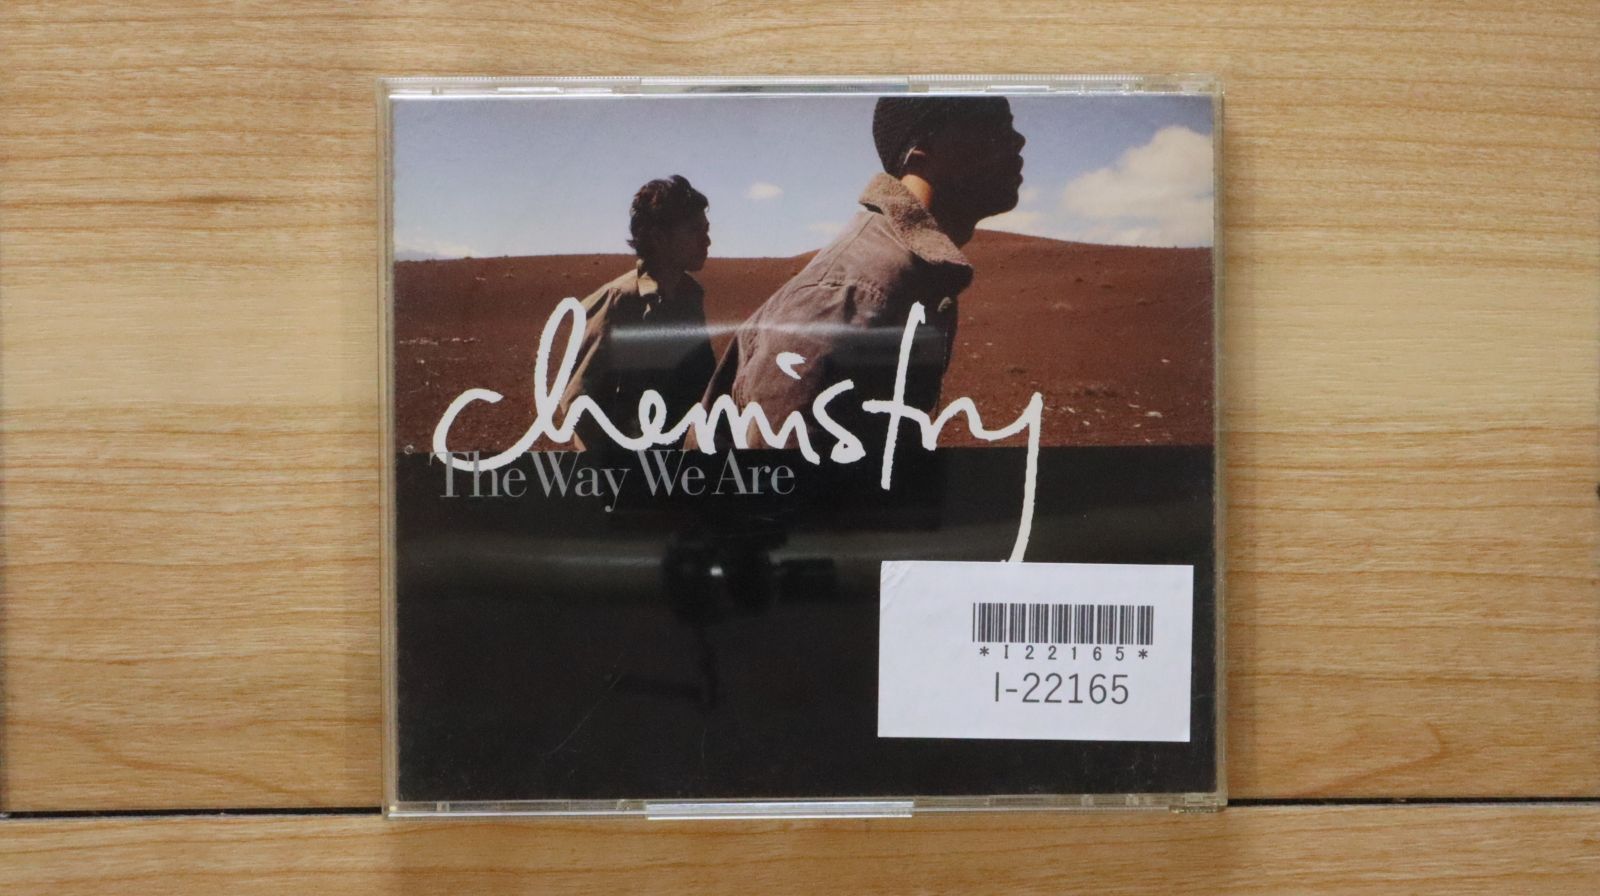 chemistry
The Way We Are
*I22165*
I-22165